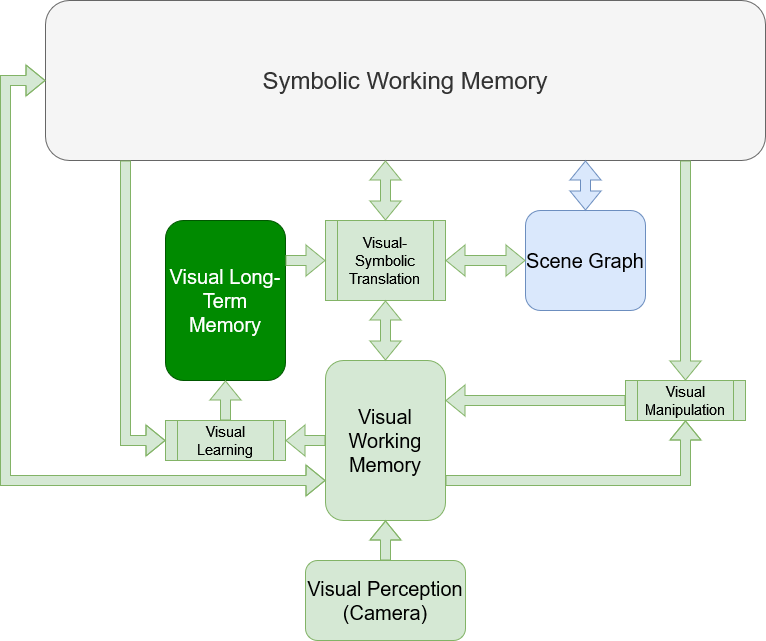 Symbolic Working Memory
Visual-
Symbolic
Translation
Visual Long-
Term
Memory
Scene Graph
Visual
Working
Memory
Visual
Manipulation
Visual
Learning
Visual Perception
(Camera)